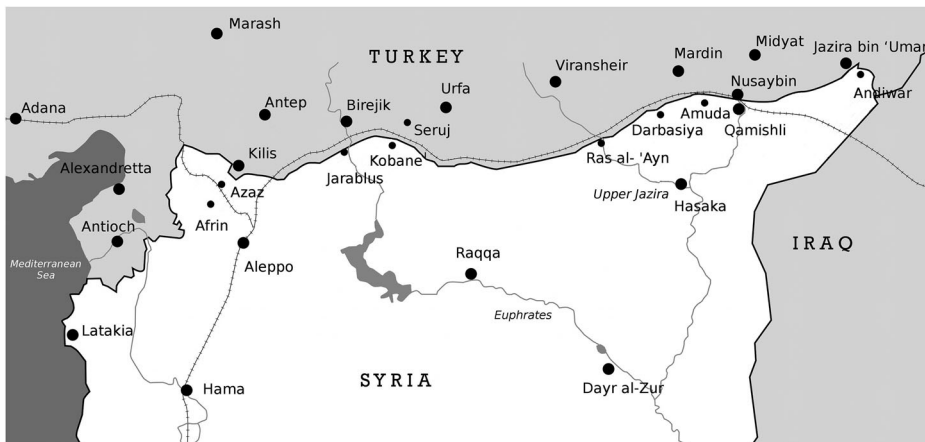 Marash
TURKEY
Midyat
Jazira bin ‘Umar
Mardin
Viransheir
Nusaybin
Andiwar
Urfa
Adana
Antep
Birejik
Seruj
Amuda
Darbasiya
Qamishli
Kilis
Kobane
Ras al- 'Ayn
Alexandretta
Jarablus
Azaz
Upper Jazira
Hasaka
Afrin
Antioch
IRAQ
Raqqa
Mediterranean
Sea
Aleppo
Euphrates
Latakia
SYRIA
Hama
Dayr al-Zur